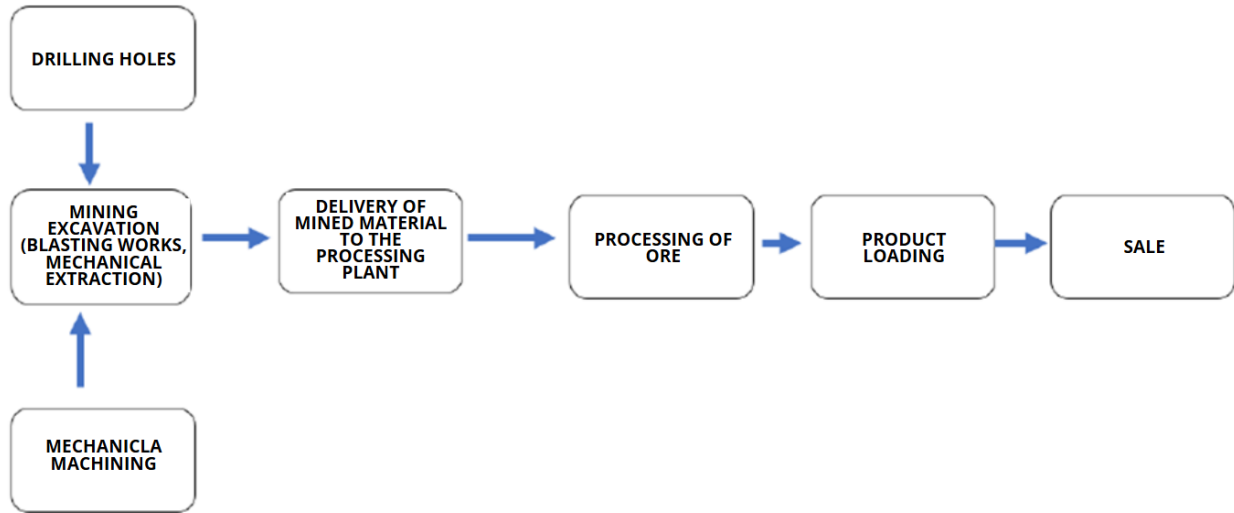 DRILLING HOLES
MINING
EXCAVATION
(BLASTING WORKS,
MECHANICAL
EXTRACTION)
DELIVERY OF
MINED MATERIAL
TO THE
PROCESSING
PLANT
PROCESSING OF
ORE
PRODUCT
LOADING
SALE
MECHANICLA
MACHINING